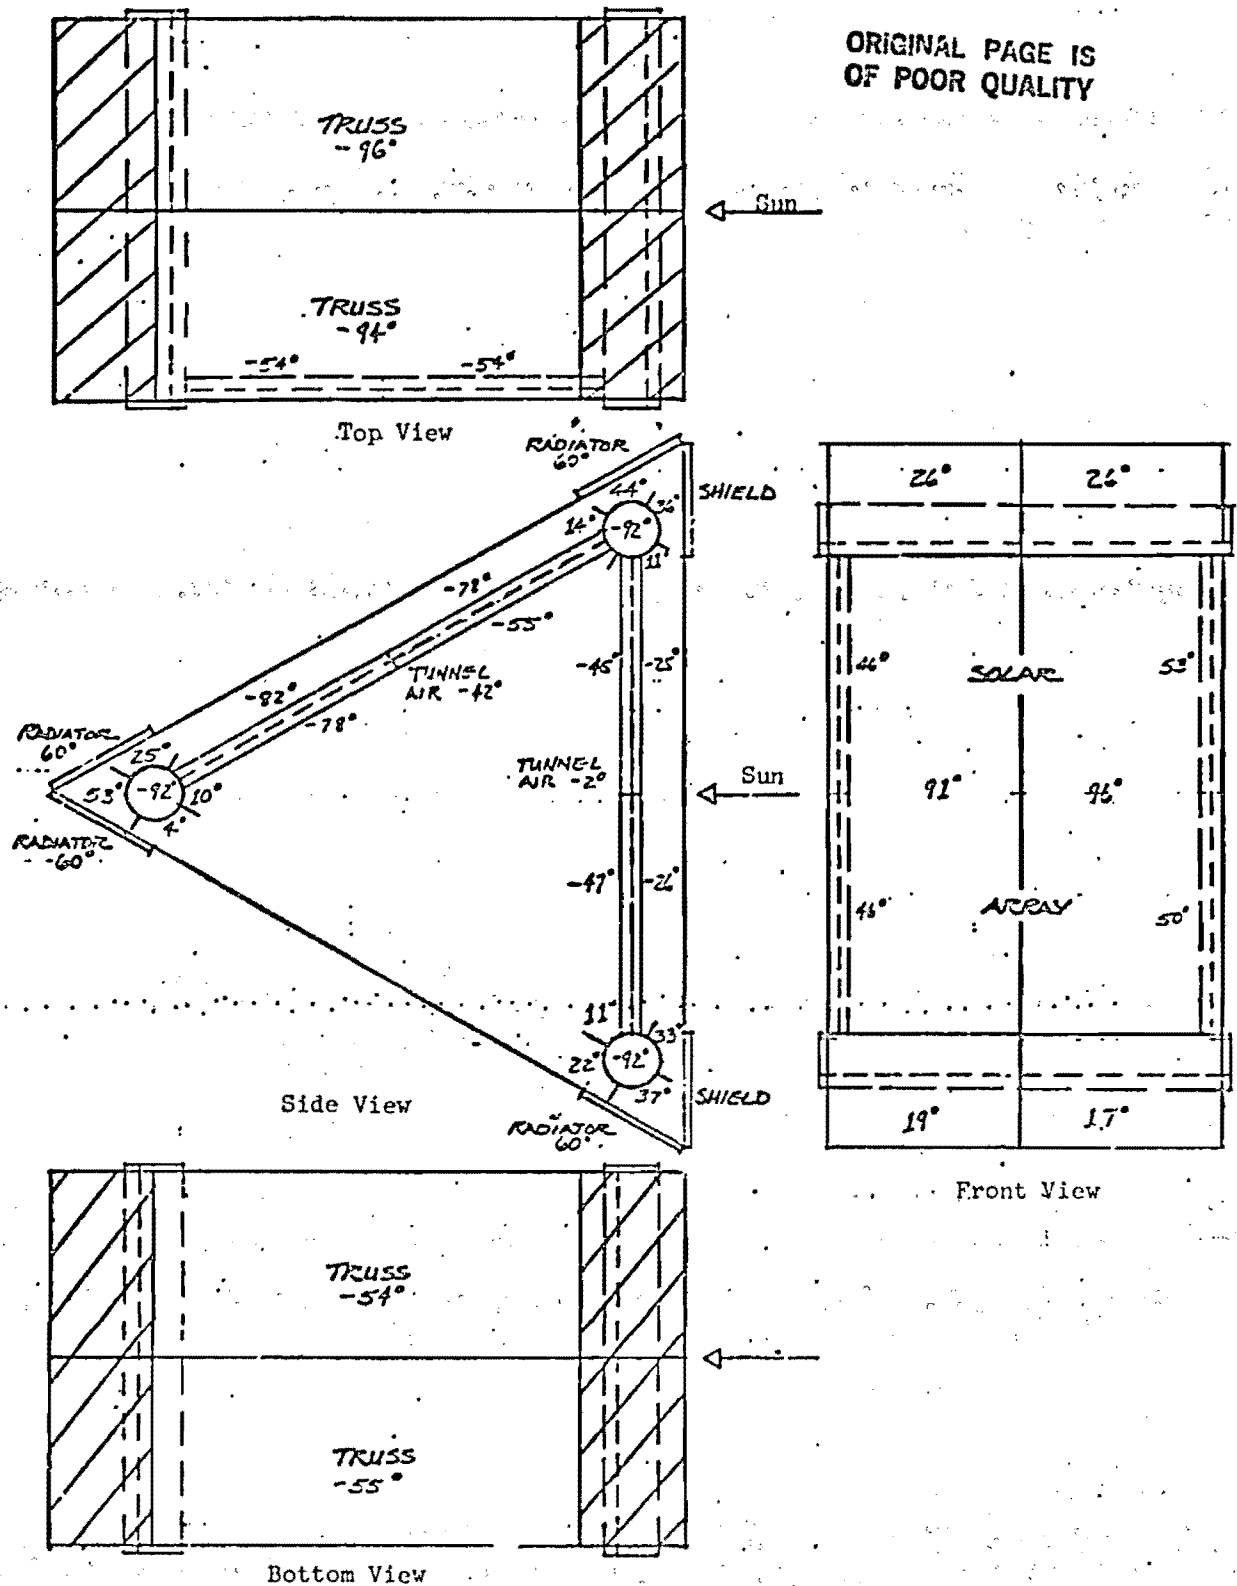 ORIGINAL PAGE IS
OF POOR QUALITY
TRUSS
-96°
Sun
TRUSS
-94°
-54° -54°
Top View
RADIATOR
60°
SHIELD
44°
36°
14°
-92°
11°
-78°
-55°
TUNNEL
AIR -42°
-82°
-78°
RADIATOR
60°
25°
53°
-92°
10°
4°
RADIATOR
-60°
-45°
-25°
TUNNEL
AIR -2°
Sun
-47°
-26°
11°
33°
22°
-92°
37°
SHIELD
RADIATOR
60°
Side View
26° 26°
46°
53°
SOLAR
91° 96°
ARRAY
46°
50°
19° 17°
Front View
TRUSS
-54°
TRUSS
-55°
Bottom View